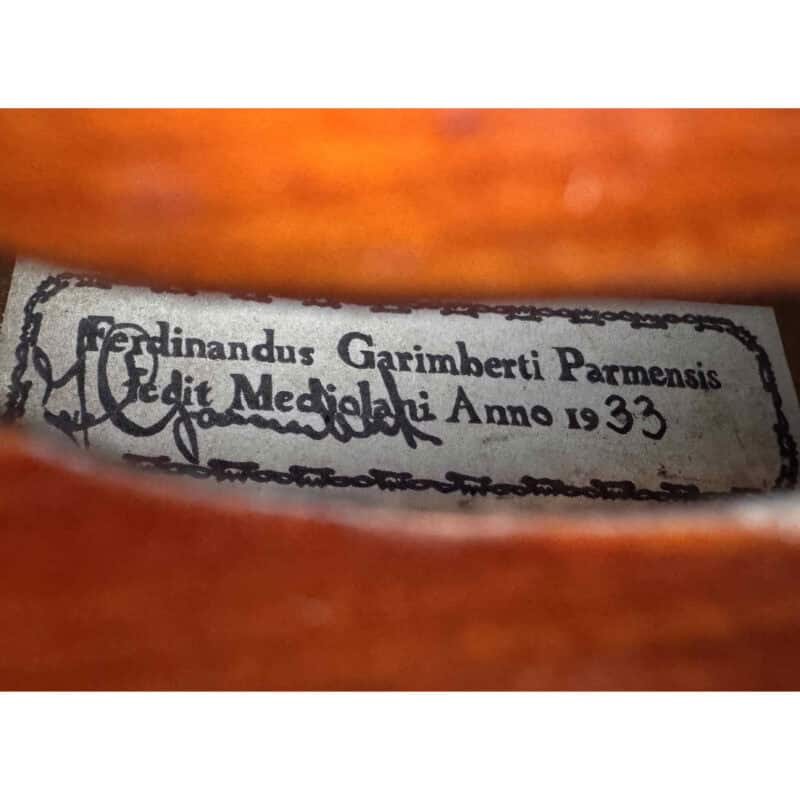 Ferdinandus Garimberti Parmensis
fecit Mediolani Anno 1933